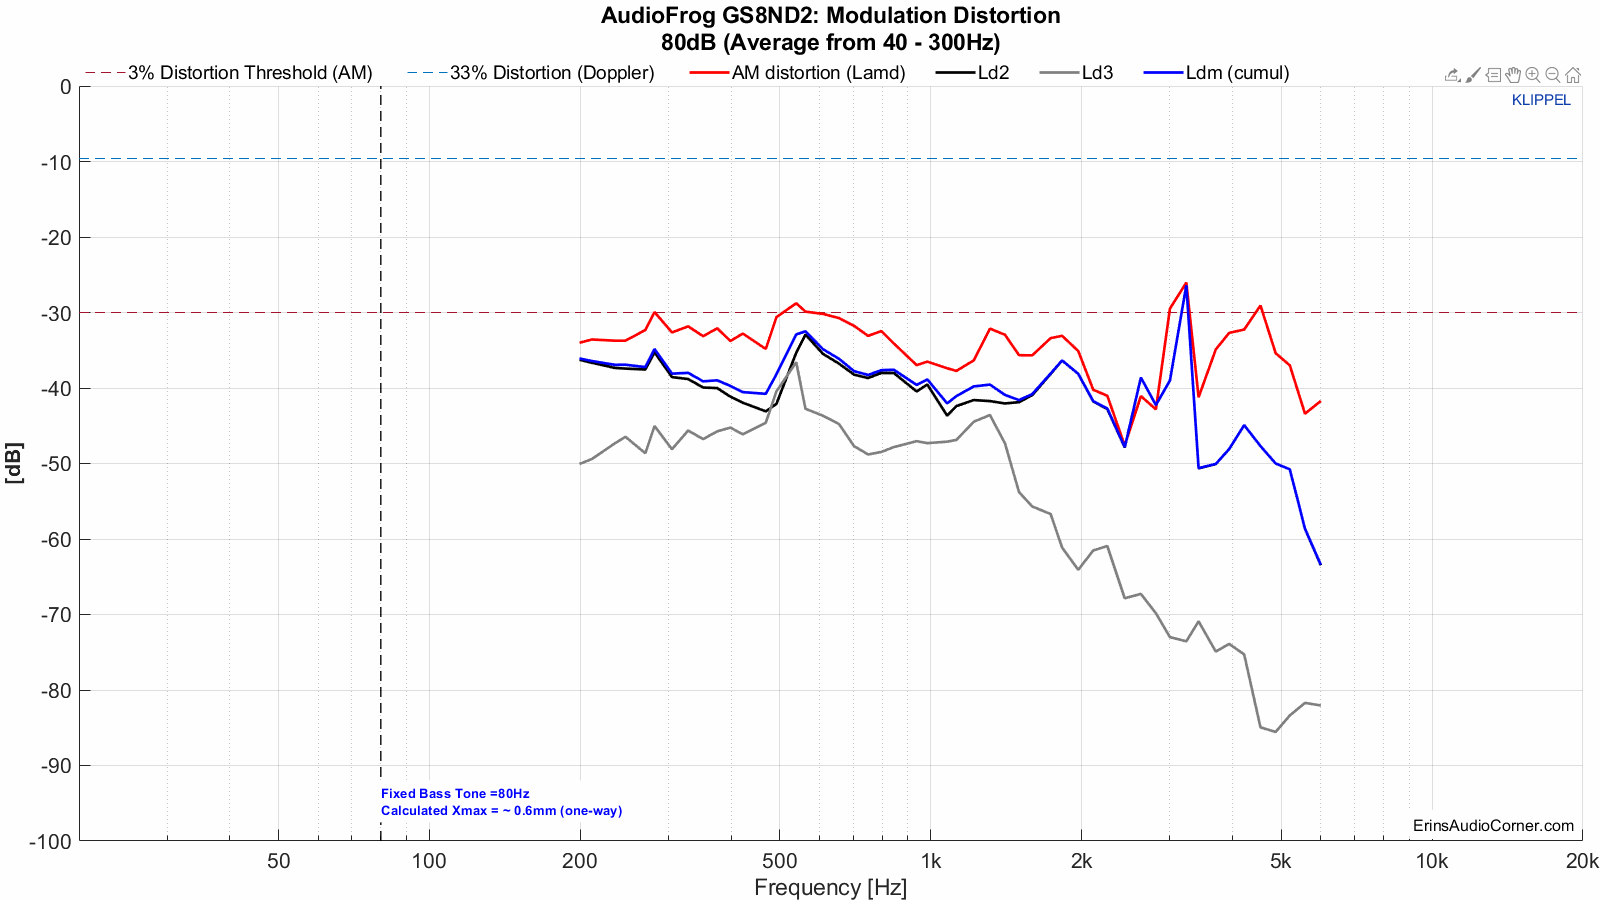 AudioFrog GS8ND2: Modulation Distortion
80dB (Average from 40 - 300Hz)
3% Distortion Threshold (AM) 33% Distortion (Doppler) AM distortion (Lamd) Ld2 Ld3 Ldm (cumul)
KLIPPEL
0
-10
-20
-30
-40
-50
-60
-70
-80
-90
-100
[dB]
Fixed Bass Tone =80Hz
Calculated Xmax = ~ 0.6mm (one-way)
ErinsAudioCorner.com
50 100 200 500 1k 2k 5k 10k 20k
Frequency [Hz]